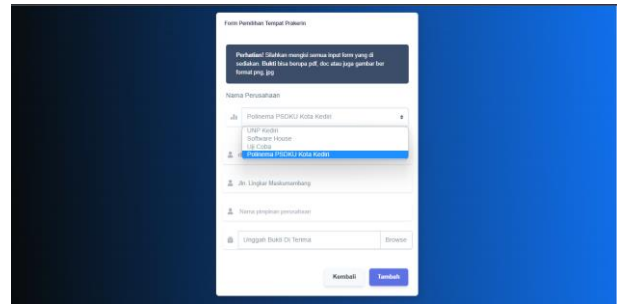 Form Pemilihan Tempat Prakerin
Perhatian! Silahkan mengisi semua input form yang di
sediakan. Bukti bisa berupa pdf, doc atau juga gambar ber
format png, jpg
Nama Perusahaan
Polinema PSDKU Kota Kediri
UNP Kediri
Software House
Uji Coba
Polinema PSDKU Kota Kediri
Jln. Lingkar Maskumambang
Nama pimpinan perusahaan
Unggah Bukti Di Terima
Browse
Kembali
Tambah